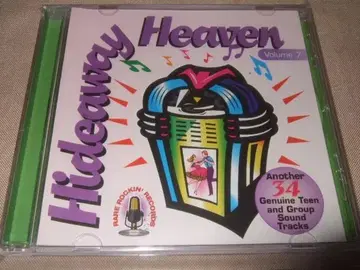 Hideaway
Heaven
Volume 7
Another
34
Genuine Teen
and Group
Sound
Tracks
RARE ROCKIN' RECORDS